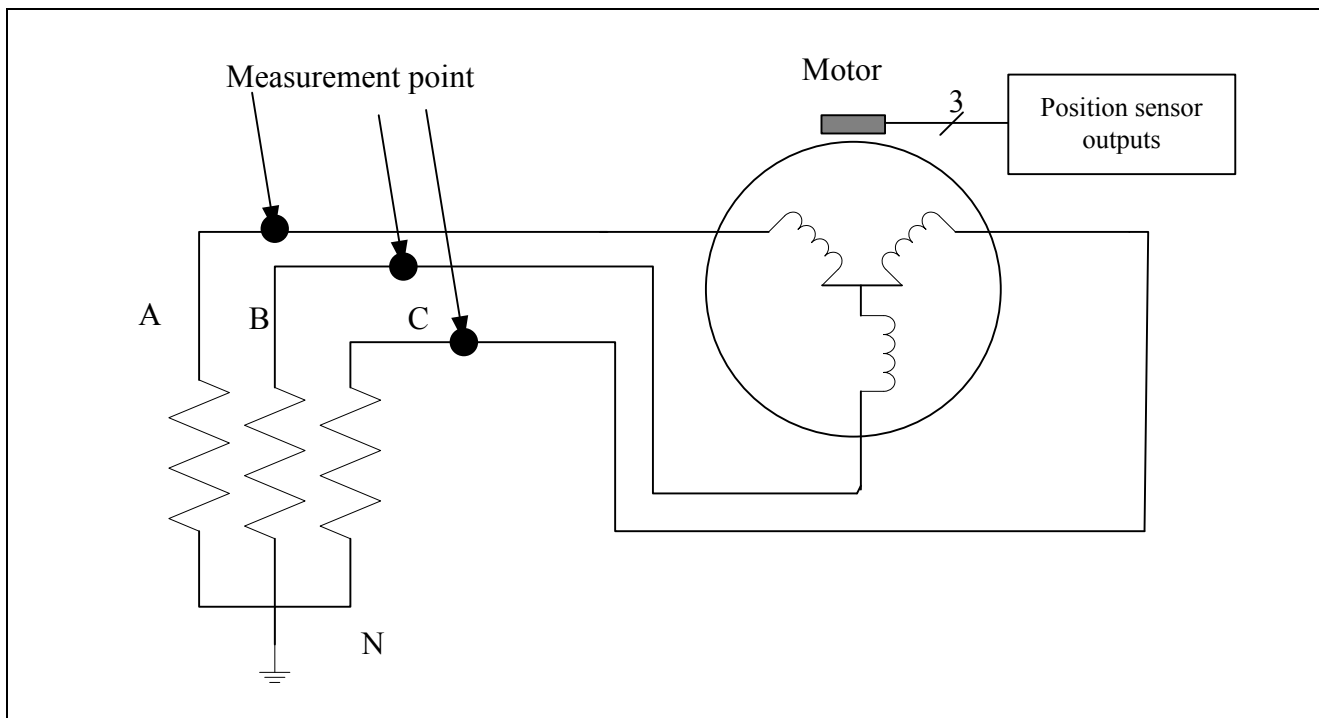 Measurement point
Motor
3
Position sensor
outputs
A
B
C
N